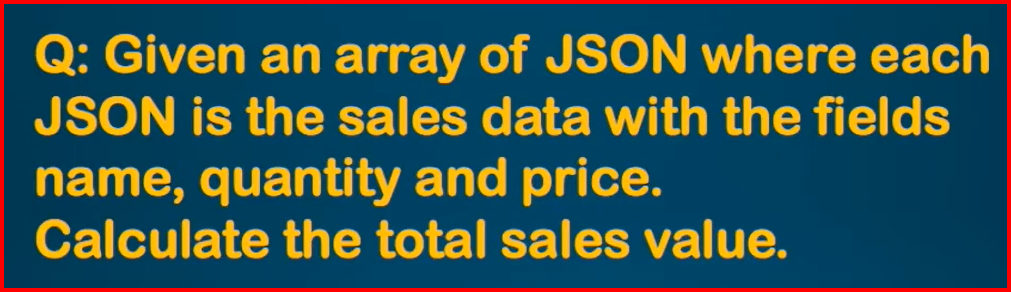 Q: Given an array of JSON where each
JSON is the sales data with the fields
name, quantity and price.
Calculate the total sales value.